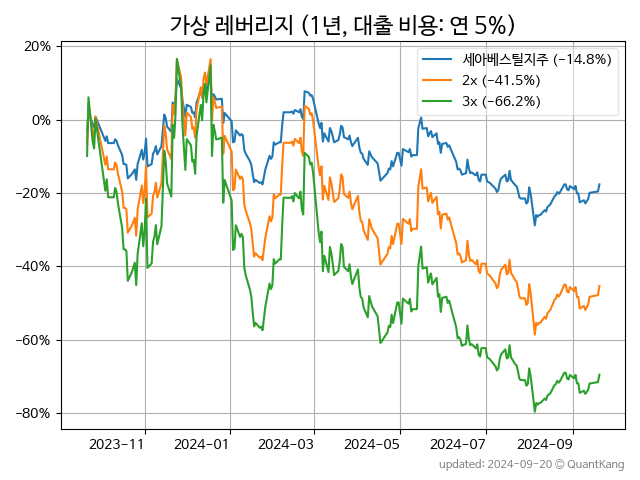 가상 레버리지 (1년, 대출 비용: 연 5%)
세아베스틸지주 (-14.8%)
2x (-41.5%)
3x (-66.2%)
20%
0%
-20%
-40%
-60%
-80%
2023-11 2024-01 2024-03 2024-05 2024-07 2024-09
updated: 2024-09-20 © QuantKang